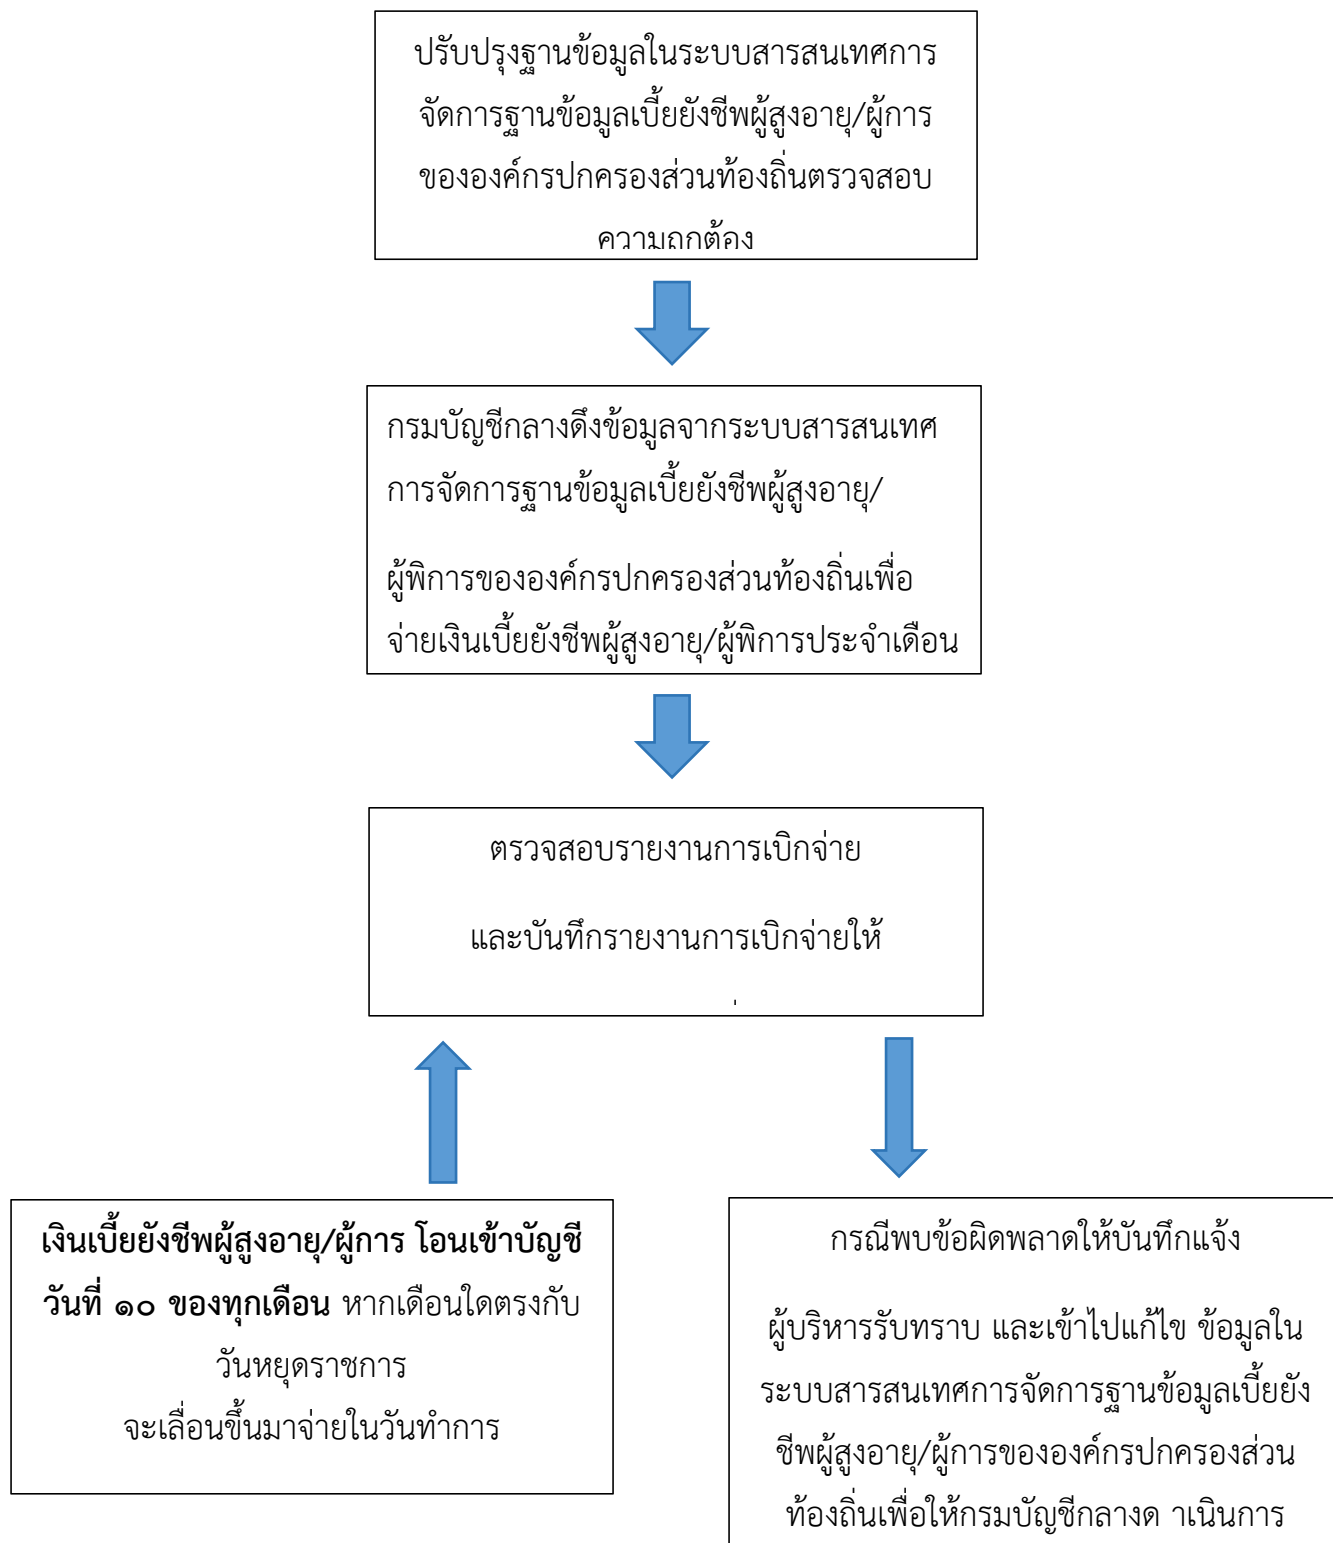 ปรับปรุงฐานข้อมูลในระบบสารสนเทศการ
จัดการฐานข้อมูลเบี้ยยังชีพผู้สูงอายุ/ผู้การ
ขององค์กรปกครองส่วนท้องถิ่นตรวจสอบ
ความถูกต้อง
กรมบัญชีกลางดึงข้อมูลจากระบบสารสนเทศ
การจัดการฐานข้อมูลเบี้ยยังชีพผู้สูงอายุ/
ผู้พิการขององค์กรปกครองส่วนท้องถิ่นเพื่อ
จ่ายเงินเบี้ยยังชีพผู้สูงอายุ/ผู้พิการประจำเดือน
ตรวจสอบรายงานการเบิกจ่าย
และบันทึกรายงานการเบิกจ่ายให้
เงินเบี้ยยังชีพผู้สูงอายุ/ผู้การ โอนเข้าบัญชี
วันที่ ๑๐ ของทุกเดือน หากเดือนใดตรงกับ
วันหยุดราชการ
จะเลื่อนขึ้นมาจ่ายในวันทำการ
กรณีพบข้อผิดพลาดให้บันทึกแจ้ง
ผู้บริหารรับทราบ และเข้าไปแก้ไข ข้อมูลใน
ระบบสารสนเทศการจัดการฐานข้อมูลเบี้ยยัง
ชีพผู้สูงอายุ/ผู้การขององค์กรปกครองส่วน
ท้องถิ่นเพื่อให้กรมบัญชีกลางด าเนินการ